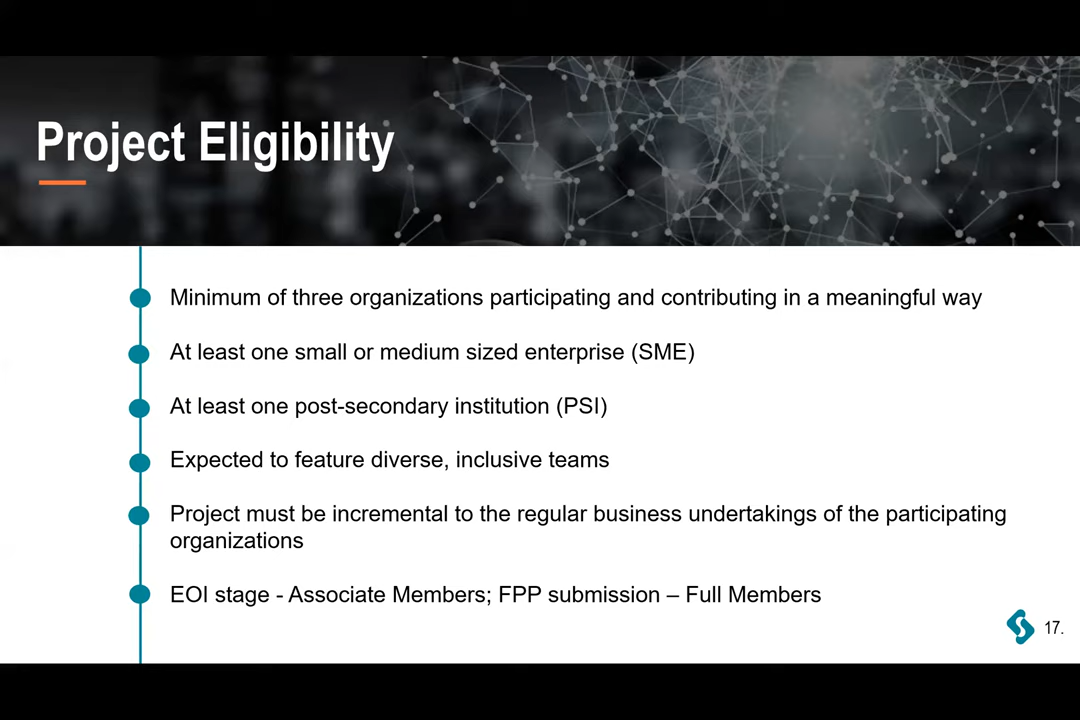 Project Eligibility
Minimum of three organizations participating and contributing in a meaningful way
At least one small or medium sized enterprise (SME)
At least one post-secondary institution (PSI)
Expected to feature diverse, inclusive teams
Project must be incremental to the regular business undertakings of the participating
organizations
EOI stage - Associate Members; FPP submission – Full Members
17.